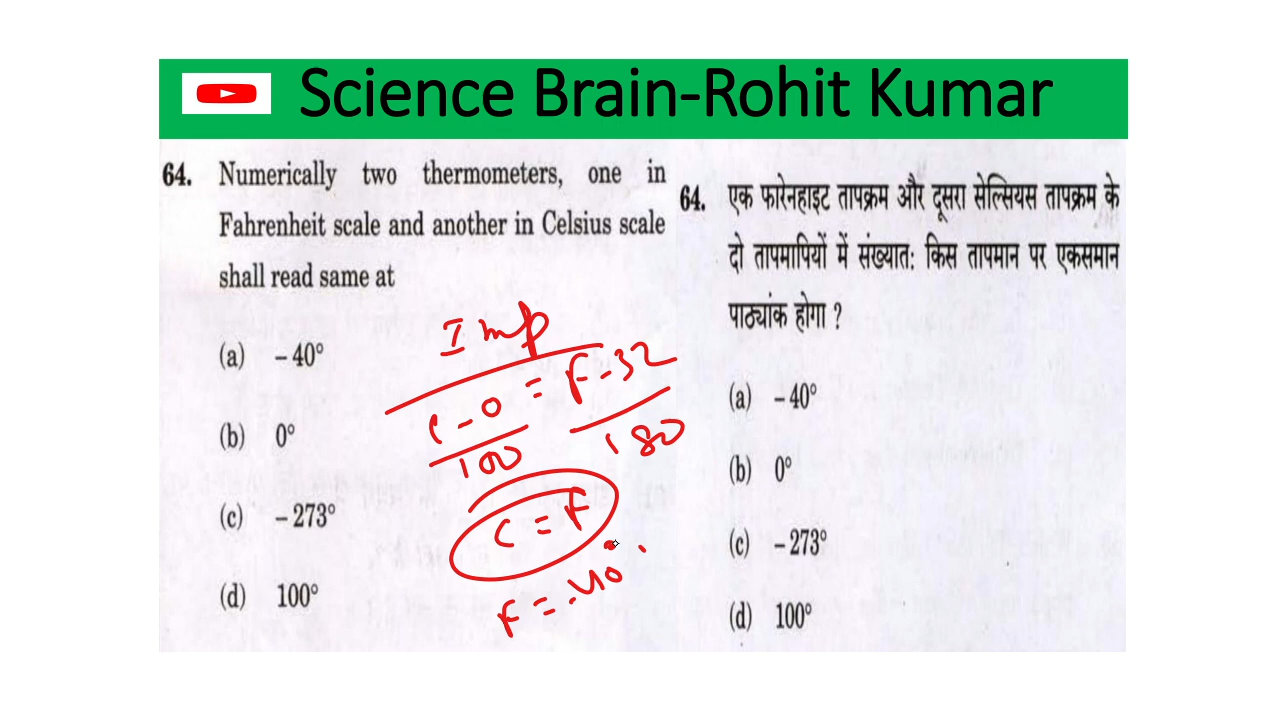 Science Brain-Rohit Kumar
64. Numerically two thermometers, one in
Fahrenheit scale and another in Celsius scale
shall read same at
(a) – 40°
(b) 0°
(c) – 273°
(d) 100°
Imp
C - 0 = F - 32
100 180
C = F
F = -40°
64. एक फारेनहाइट तापक्रम और दूसरा सेल्सियस तापक्रम के
दो तापमापियों में संख्यात: किस तापमान पर एकसमान
पाठ्यांक होगा ?
(a) – 40°
(b) 0°
(c) – 273°
(d) 100°